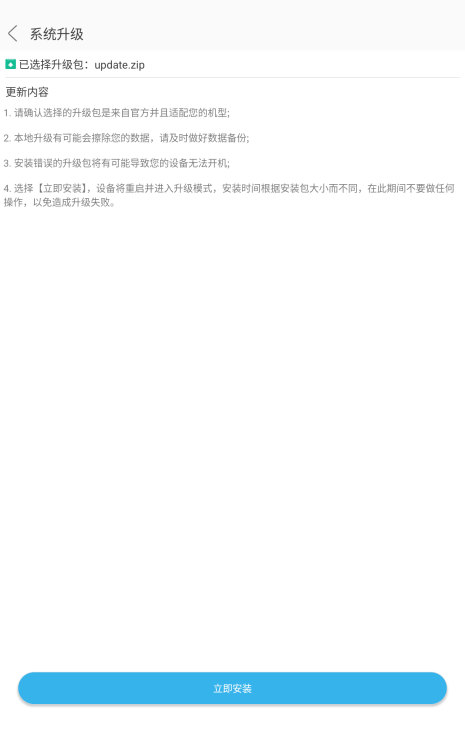 系统升级
已选择升级包：update.zip
更新内容
1. 请确认选择的升级包是来自官方并且适配您的机型;
2. 本地升级有可能会擦除您的数据，请及时做好数据备份;
3. 安装错误的升级包将有可能导致您的设备无法开机;
4. 选择【立即安装】，设备将重启并进入升级模式，安装时间根据安装包大小而不同，在此期间不要做任何
操作，以免造成升级失败。
立即安装